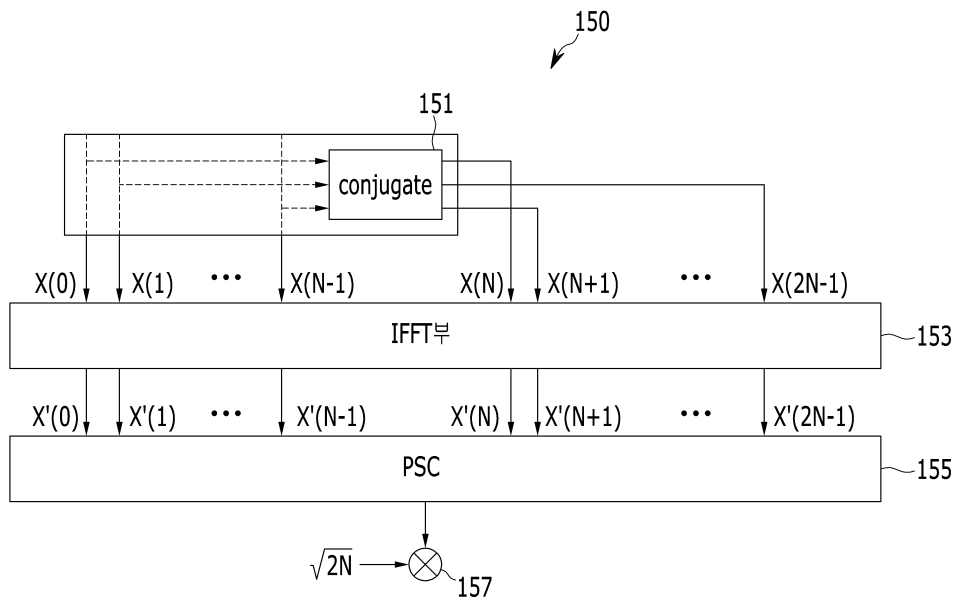 150
151
conjugate
X(0) X(1) ••• X(N-1) X(N) X(N+1) ••• X(2N-1)
IFFT부
153
X'(0) X'(1) ••• X'(N-1) X'(N) X'(N+1) ••• X'(2N-1)
PSC
155
√2N
157